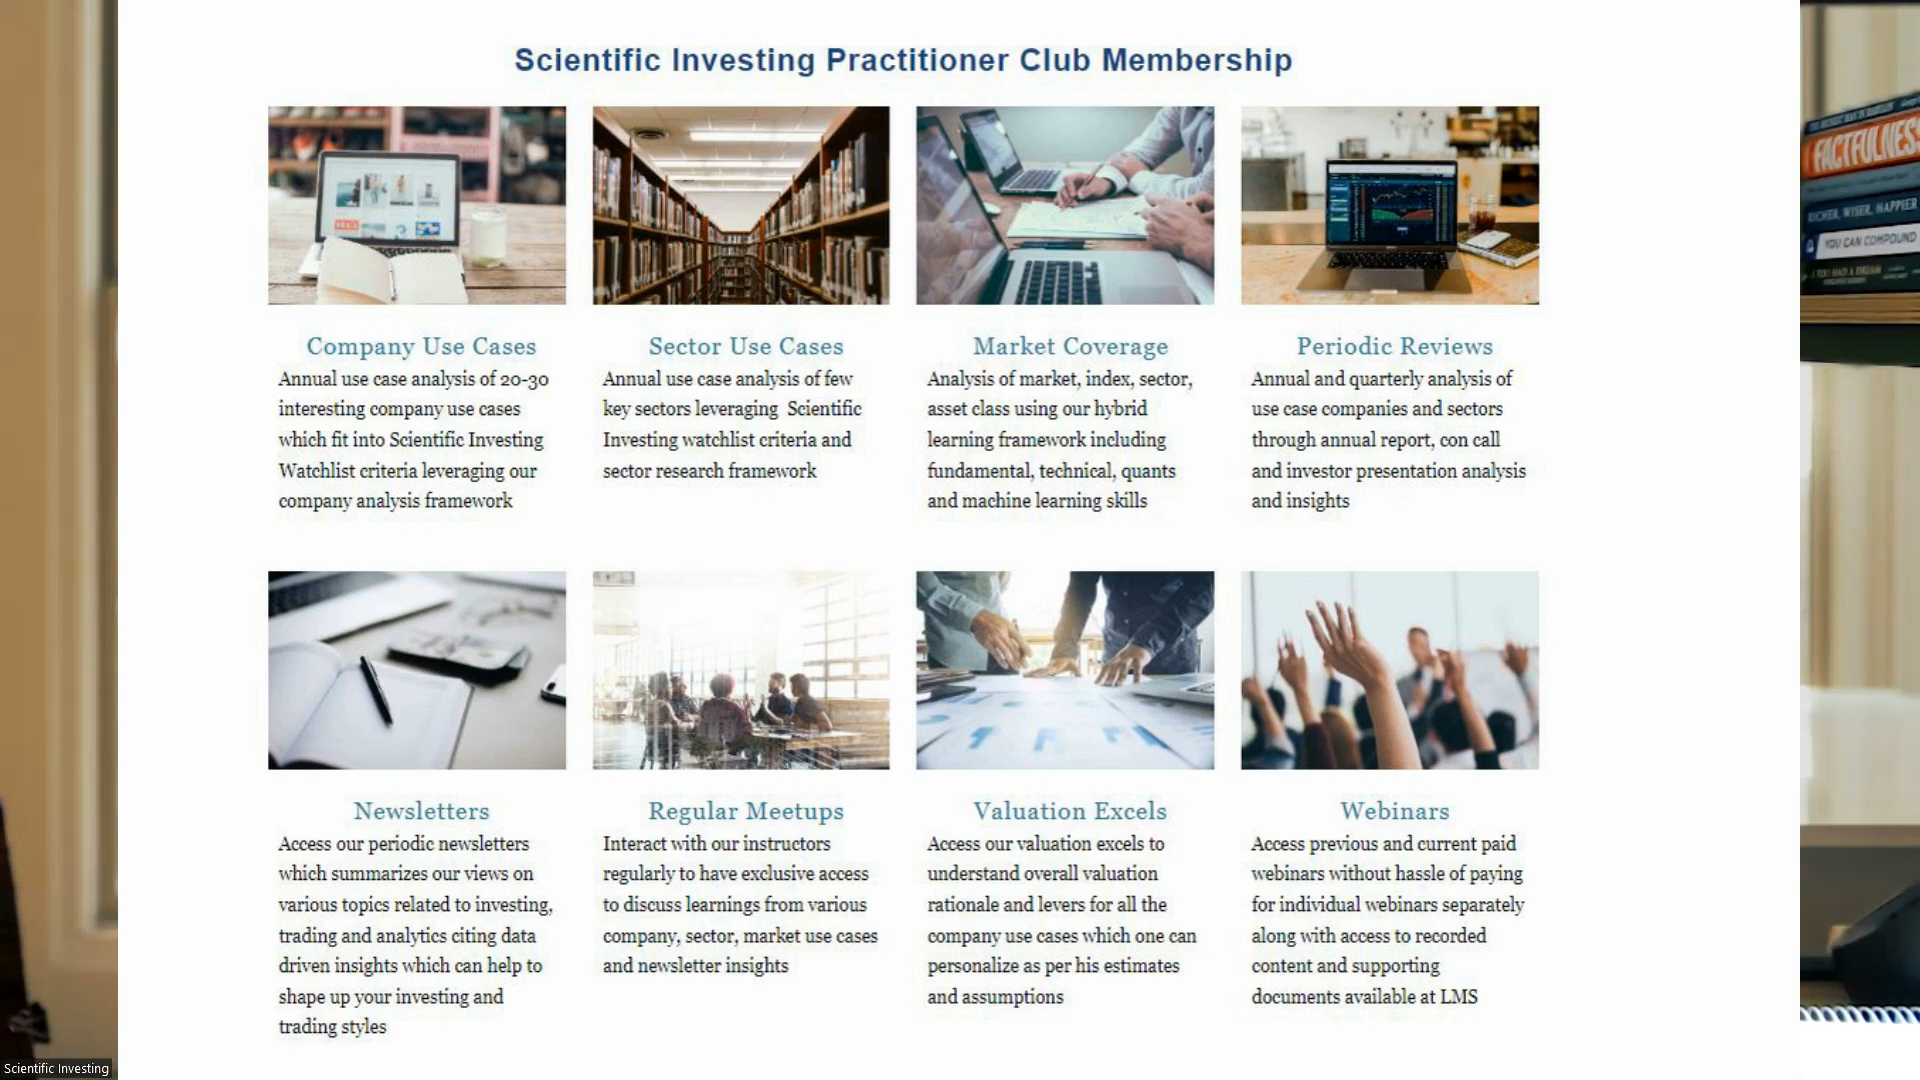 Scientific Investing Practitioner Club Membership
Company Use Cases
Annual use case analysis of 20-30
interesting company use cases
which fit into Scientific Investing
Watchlist criteria leveraging our
company analysis framework
Sector Use Cases
Annual use case analysis of few
key sectors leveraging Scientific
Investing watchlist criteria and
sector research framework
Market Coverage
Analysis of market, index, sector,
asset class using our hybrid
learning framework including
fundamental, technical, quants
and machine learning skills
Periodic Reviews
Annual and quarterly analysis of
use case companies and sectors
through annual report, con call
and investor presentation analysis
and insights
Newsletters
Access our periodic newsletters
which summarizes our views on
various topics related to investing,
trading and analytics citing data
driven insights which can help to
shape up your investing and
trading styles
Regular Meetups
Interact with our instructors
regularly to have exclusive access
to discuss learnings from various
company, sector, market use cases
and newsletter insights
Valuation Excels
Access our valuation excels to
understand overall valuation
rationale and levers for all the
company use cases which one can
personalize as per his estimates
and assumptions
Webinars
Access previous and current paid
webinars without hassle of paying
for individual webinars separately
along with access to recorded
content and supporting
documents available at LMS
FACTFULNES
RICHER, WISER, HAPPIER
YOU CAN COMPOUND
Scientific Investing